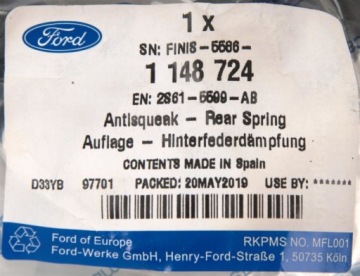 1 x
Ford
SN: FINIS-5586-
1 148 724
EN: 2S61-5599-AB
Antisqueak - Rear Spring
Auflage - Hinterfederdämpfung
CONTENTS MADE IN Spain
D33YB 97701 PACKED: 20MAY2019 USE BY: *******
Ford of Europe RKPMS NO. MFL001
Ford-Werke GmbH, Henry-Ford-Straße 1, 50735 Köln